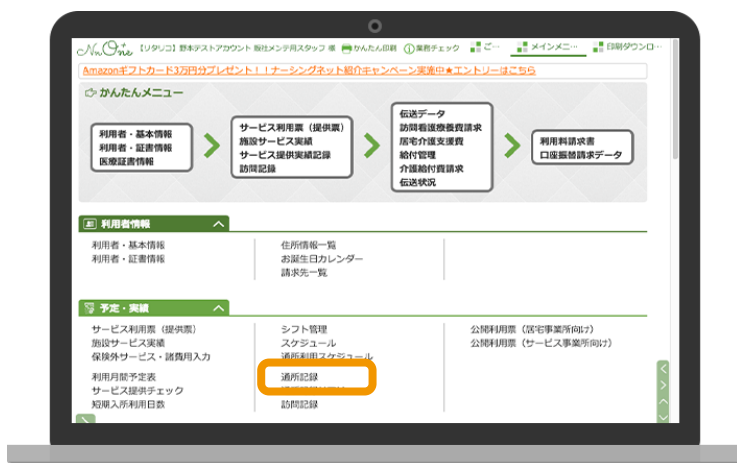 NuOne 【リタリコ】野本テストアカウント 販社メンテ用スタッフ 様 かんたん印刷 業務チェック ご… メインメニ… 印刷ダウンロ…
Amazonギフトカード3万円分プレゼント！！ナーシングネット紹介キャンペーン実施中★エントリーはこちら
かんたんメニュー
利用者・基本情報
利用者・証書情報
医療証書情報
サービス利用票（提供票）
施設サービス実績
サービス提供実績記録
訪問記録
伝送データ
訪問看護療養費請求
居宅介護支援費
給付管理
介護給付費請求
伝送状況
利用料請求書
口座振替請求データ
利用者情報
利用者・基本情報
利用者・証書情報
住所情報一覧
お誕生日カレンダー
請求先一覧
予定・実績
サービス利用票（提供票）
施設サービス実績
保険外サービス・諸費用入力
利用月間予定表
サービス提供チェック
短期入所利用日数
シフト管理
スケジュール
通所利用スケジュール
通所記録
訪問記録
公開利用票（居宅事業所向け）
公開利用票（サービス事業所向け）